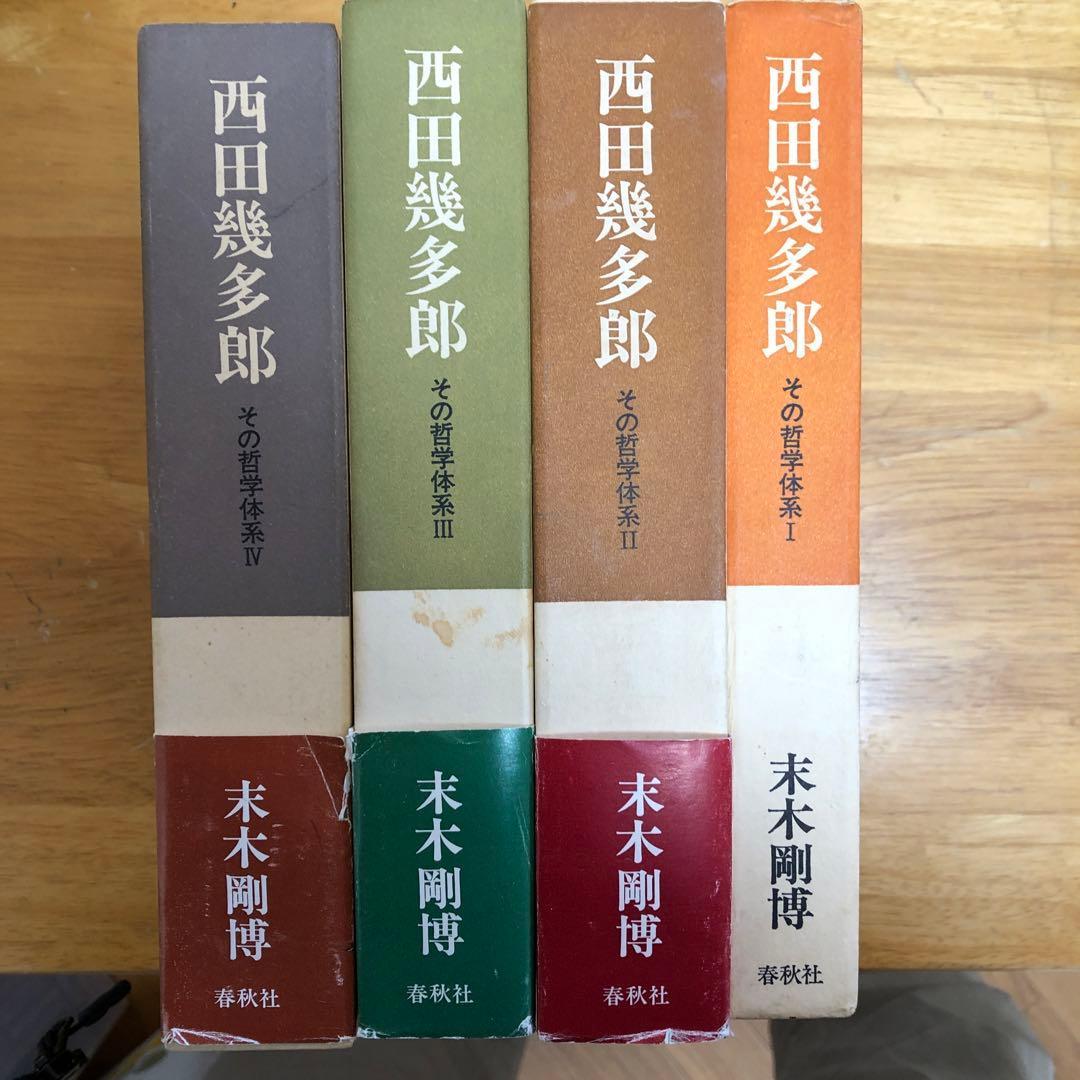 西田幾多郎
その哲学体系Ⅰ
末木剛博
春秋社
西田幾多郎
その哲学体系Ⅱ
末木剛博
春秋社
西田幾多郎
その哲学体系Ⅲ
末木剛博
春秋社
西田幾多郎
その哲学体系Ⅳ
末木剛博
春秋社